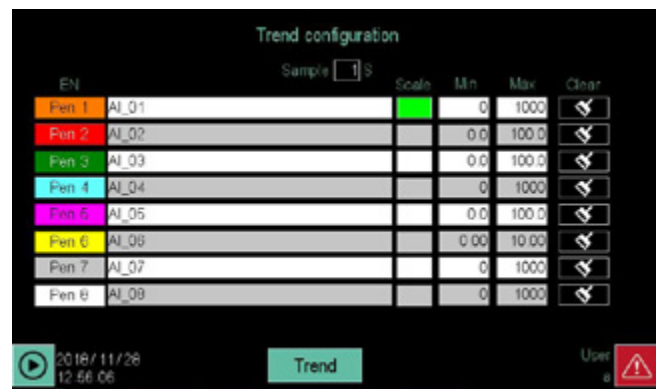 Trend configuration
Sample 1 S
EN Scale Min Max Clear
Pen 1 AI_01 0 1000
Pen 2 AI_02 0.0 100.0
Pen 3 AI_03 0.0 100.0
Pen 4 AI_04 0 1000
Pen 5 AI_05 0.0 100.0
Pen 6 AI_06 0.00 10.00
Pen 7 AI_07 0 1000
Pen 8 AI_08 0 1000
2018/11/28 User
12:56:06 Trend 8